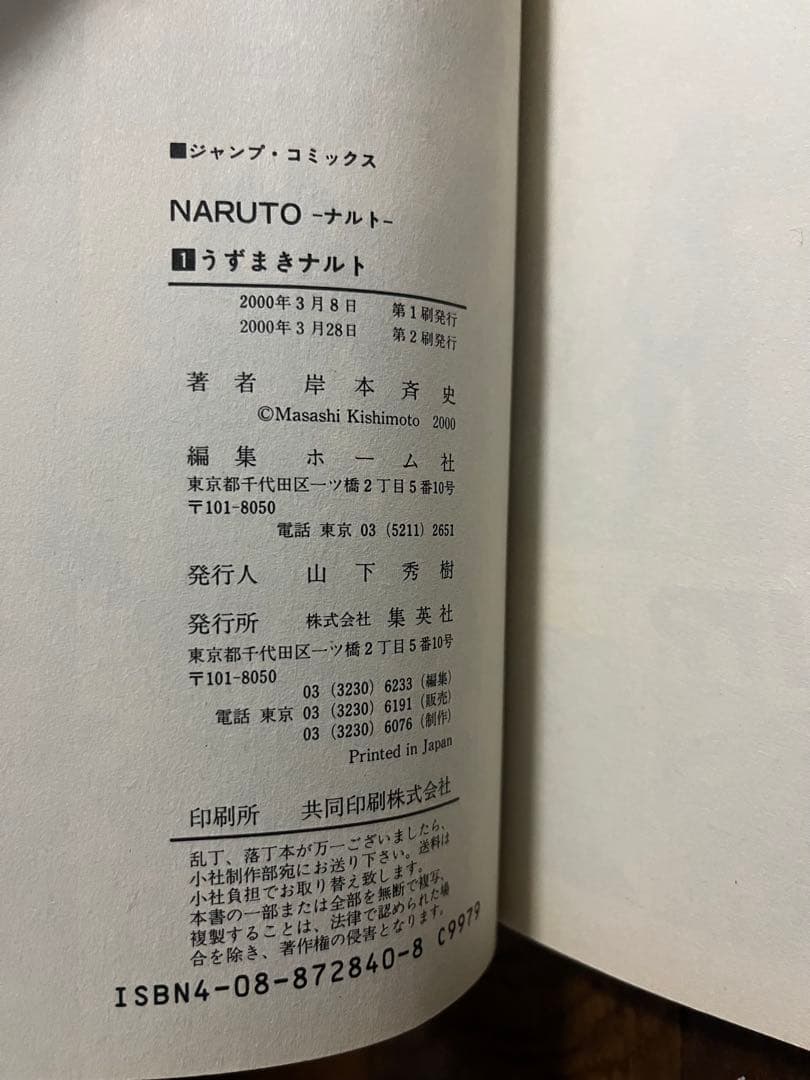 ■ジャンプ・コミックス
NARUTO -ナルト-
1 うずまきナルト
2000年3月8日 第1刷発行
2000年3月28日 第2刷発行
著者 岸本斉史
©Masashi Kishimoto 2000
編集 ホーム社
東京都千代田区一ツ橋2丁目5番10号
〒101-8050
電話 東京 03 (5211) 2651
発行人 山下秀樹
発行所 株式会社 集英社
東京都千代田区一ツ橋2丁目5番10号
〒101-8050
03 (3230) 6233 (編集)
電話 東京 03 (3230) 6191 (販売)
03 (3230) 6076 (制作)
Printed in Japan
印刷所 共同印刷株式会社
乱丁、落丁本が万一ございましたら、
小社制作部宛にお送り下さい。送料は
小社負担でお取り替え致します。
本書の一部または全部を無断で複写、
複製することは、法律で認められた場
合を除き、著作権の侵害となります。
ISBN4-08-872840-8 C9979